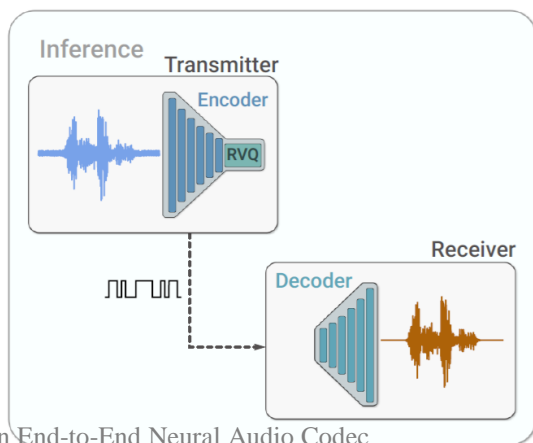 Inference
Transmitter
Encoder
RVQ
Receiver
Decoder
End-to-End Neural Audio Codec